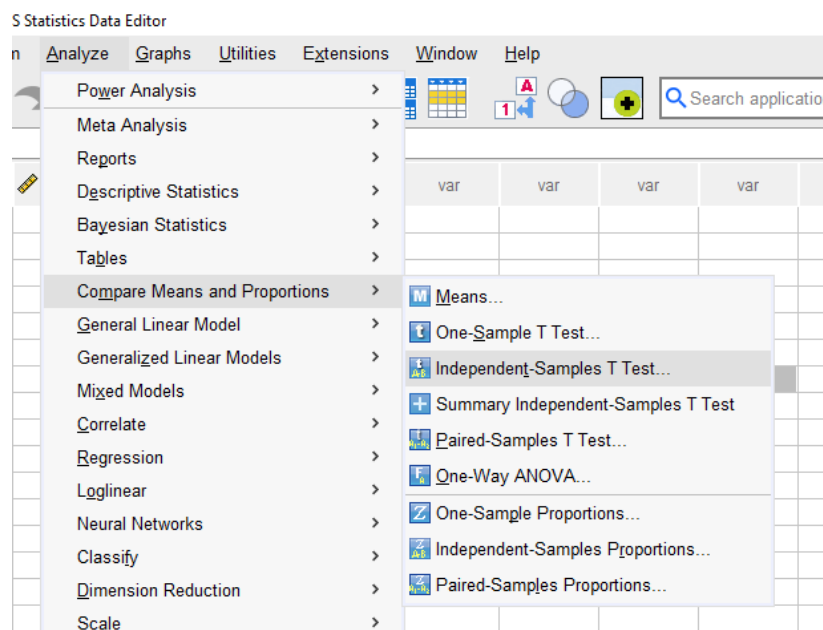 S Statistics Data Editor
m Analyze Graphs Utilities Extensions Window Help
Power Analysis
A
1
Search applicatio
Meta Analysis
Reports
Descriptive Statistics
var var var var
Bayesian Statistics
Tables
Compare Means and Proportions
M Means...
General Linear Model
t One-Sample T Test...
Generalized Linear Models
Independent-Samples T Test...
Mixed Models
Summary Independent-Samples T Test
Correlate
Paired-Samples T Test...
Regression
One-Way ANOVA...
Loglinear
Z One-Sample Proportions...
Neural Networks
Independent-Samples Proportions...
Classify
Paired-Samples Proportions...
Dimension Reduction
Scale